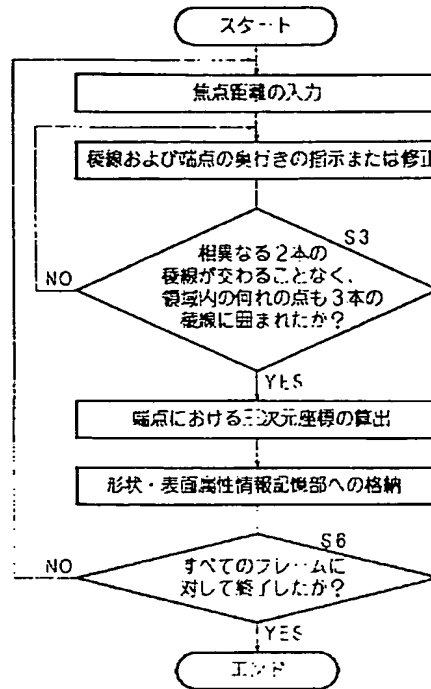 スタート
焦点距離の入力
稜線および端点の奥行きの指示または修正
S3
相異なる2本の
稜線が交わることなく、
領域内の何れの点も3本の
稜線に囲まれたか?
NO
YES
端点における三次元座標の算出
形状・表面属性情報記憶部への格納
S6
すべてのフレームに
対して終了したか?
NO
YES
エンド